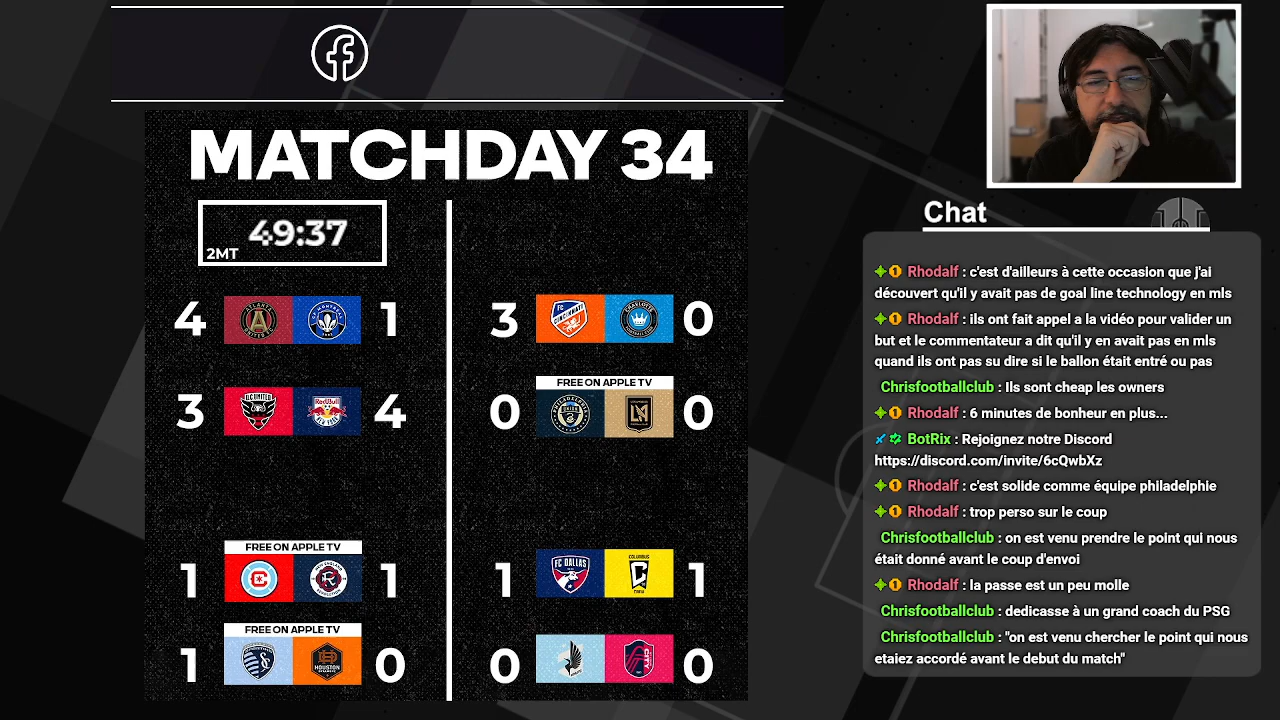 MATCHDAY 34
2MT 49:37
4 1
3 0
3 4
FREE ON APPLE TV
0 0
FREE ON APPLE TV
1 1
1 1
FREE ON APPLE TV
1 0
0 0
Chat
Rhodalf : c'est d'ailleurs à cette occasion que j'ai
découvert qu'il y avait pas de goal line technology en mls
Rhodalf : ils ont fait appel a la vidéo pour valider un
but et le commentateur a dit qu'il y en avait pas en mls
quand ils ont pas su dire si le ballon était entré ou pas
Chrisfootballclub : Ils sont cheap les owners
Rhodalf : 6 minutes de bonheur en plus...
BotRix : Rejoignez notre Discord
https://discord.com/invite/6cQwbXz
Rhodalf : c'est solide comme équipe philadelphie
Rhodalf : trop perso sur le coup
Chrisfootballclub : on est venu prendre le point qui nous
était donné avant le coup d'envoi
Rhodalf : la passe est un peu molle
Chrisfootballclub : dedicasse à un grand coach du PSG
Chrisfootballclub : "on est venu chercher le point qui nous
etaiez accordé avant le debut du match"